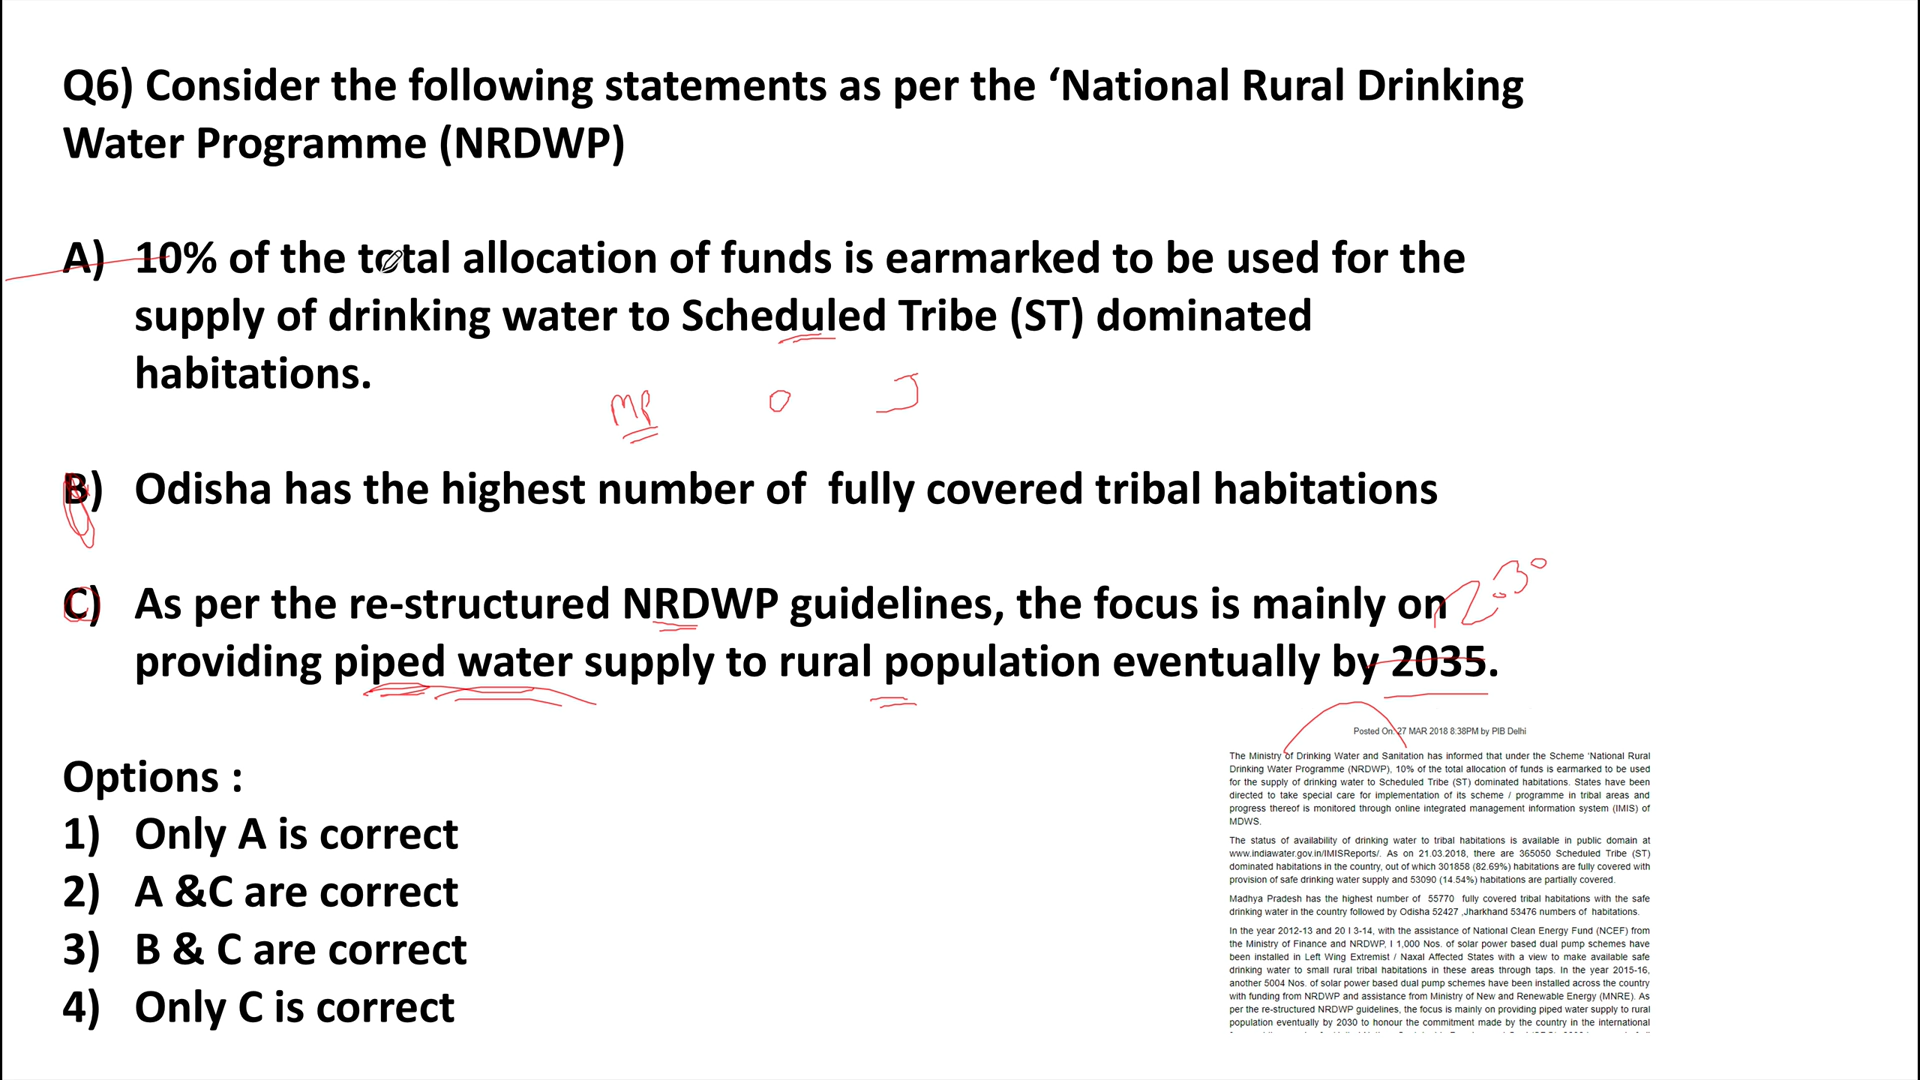 Q6) Consider the following statements as per the ‘National Rural Drinking
Water Programme (NRDWP)
A) 10% of the total allocation of funds is earmarked to be used for the
supply of drinking water to Scheduled Tribe (ST) dominated
habitations.
MP O J
B) Odisha has the highest number of fully covered tribal habitations
2030
C) As per the re-structured NRDWP guidelines, the focus is mainly on
providing piped water supply to rural population eventually by 2035.
Options :
1) Only A is correct
2) A &C are correct
3) B & C are correct
4) Only C is correct
Posted On: 27 MAR 2018 8:38PM by PIB Delhi
The Ministry of Drinking Water and Sanitation has informed that under the Scheme ‘National Rural
Drinking Water Programme (NRDWP), 10% of the total allocation of funds is earmarked to be used
for the supply of drinking water to Scheduled Tribe (ST) dominated habitations. States have been
directed to take special care for implementation of its scheme / programme in tribal areas and
progress thereof is monitored through online integrated management information system (IMIS) of
MDWS.
The status of availability of drinking water to tribal habitations is available in public domain at
www.indiawater.gov.in/IMISReports/. As on 21.03.2018, there are 365050 Scheduled Tribe (ST)
dominated habitations in the country, out of which 301858 (82.69%) habitations are fully covered with
provision of safe drinking water supply and 53090 (14.54%) habitations are partially covered.
Madhya Pradesh has the highest number of 55770 fully covered tribal habitations with the safe
drinking water in the country followed by Odisha 52427 ,Jharkhand 53476 numbers of habitations.
In the year 2012-13 and 20 I 3-14, with the assistance of National Clean Energy Fund (NCEF) from
the Ministry of Finance and NRDWP, I 1,000 Nos. of solar power based dual pump schemes have
been installed in Left Wing Extremist / Naxal Affected States with a view to make available safe
drinking water to small rural tribal habitations in these areas through taps. In the year 2015-16,
another 5004 Nos. of solar power based dual pump schemes have been installed across the country
with funding from NRDWP and assistance from Ministry of New and Renewable Energy (MNRE). As
per the re-structured NRDWP guidelines, the focus is mainly on providing piped water supply to rural
population eventually by 2030 to honour the commitment made by the country in the international